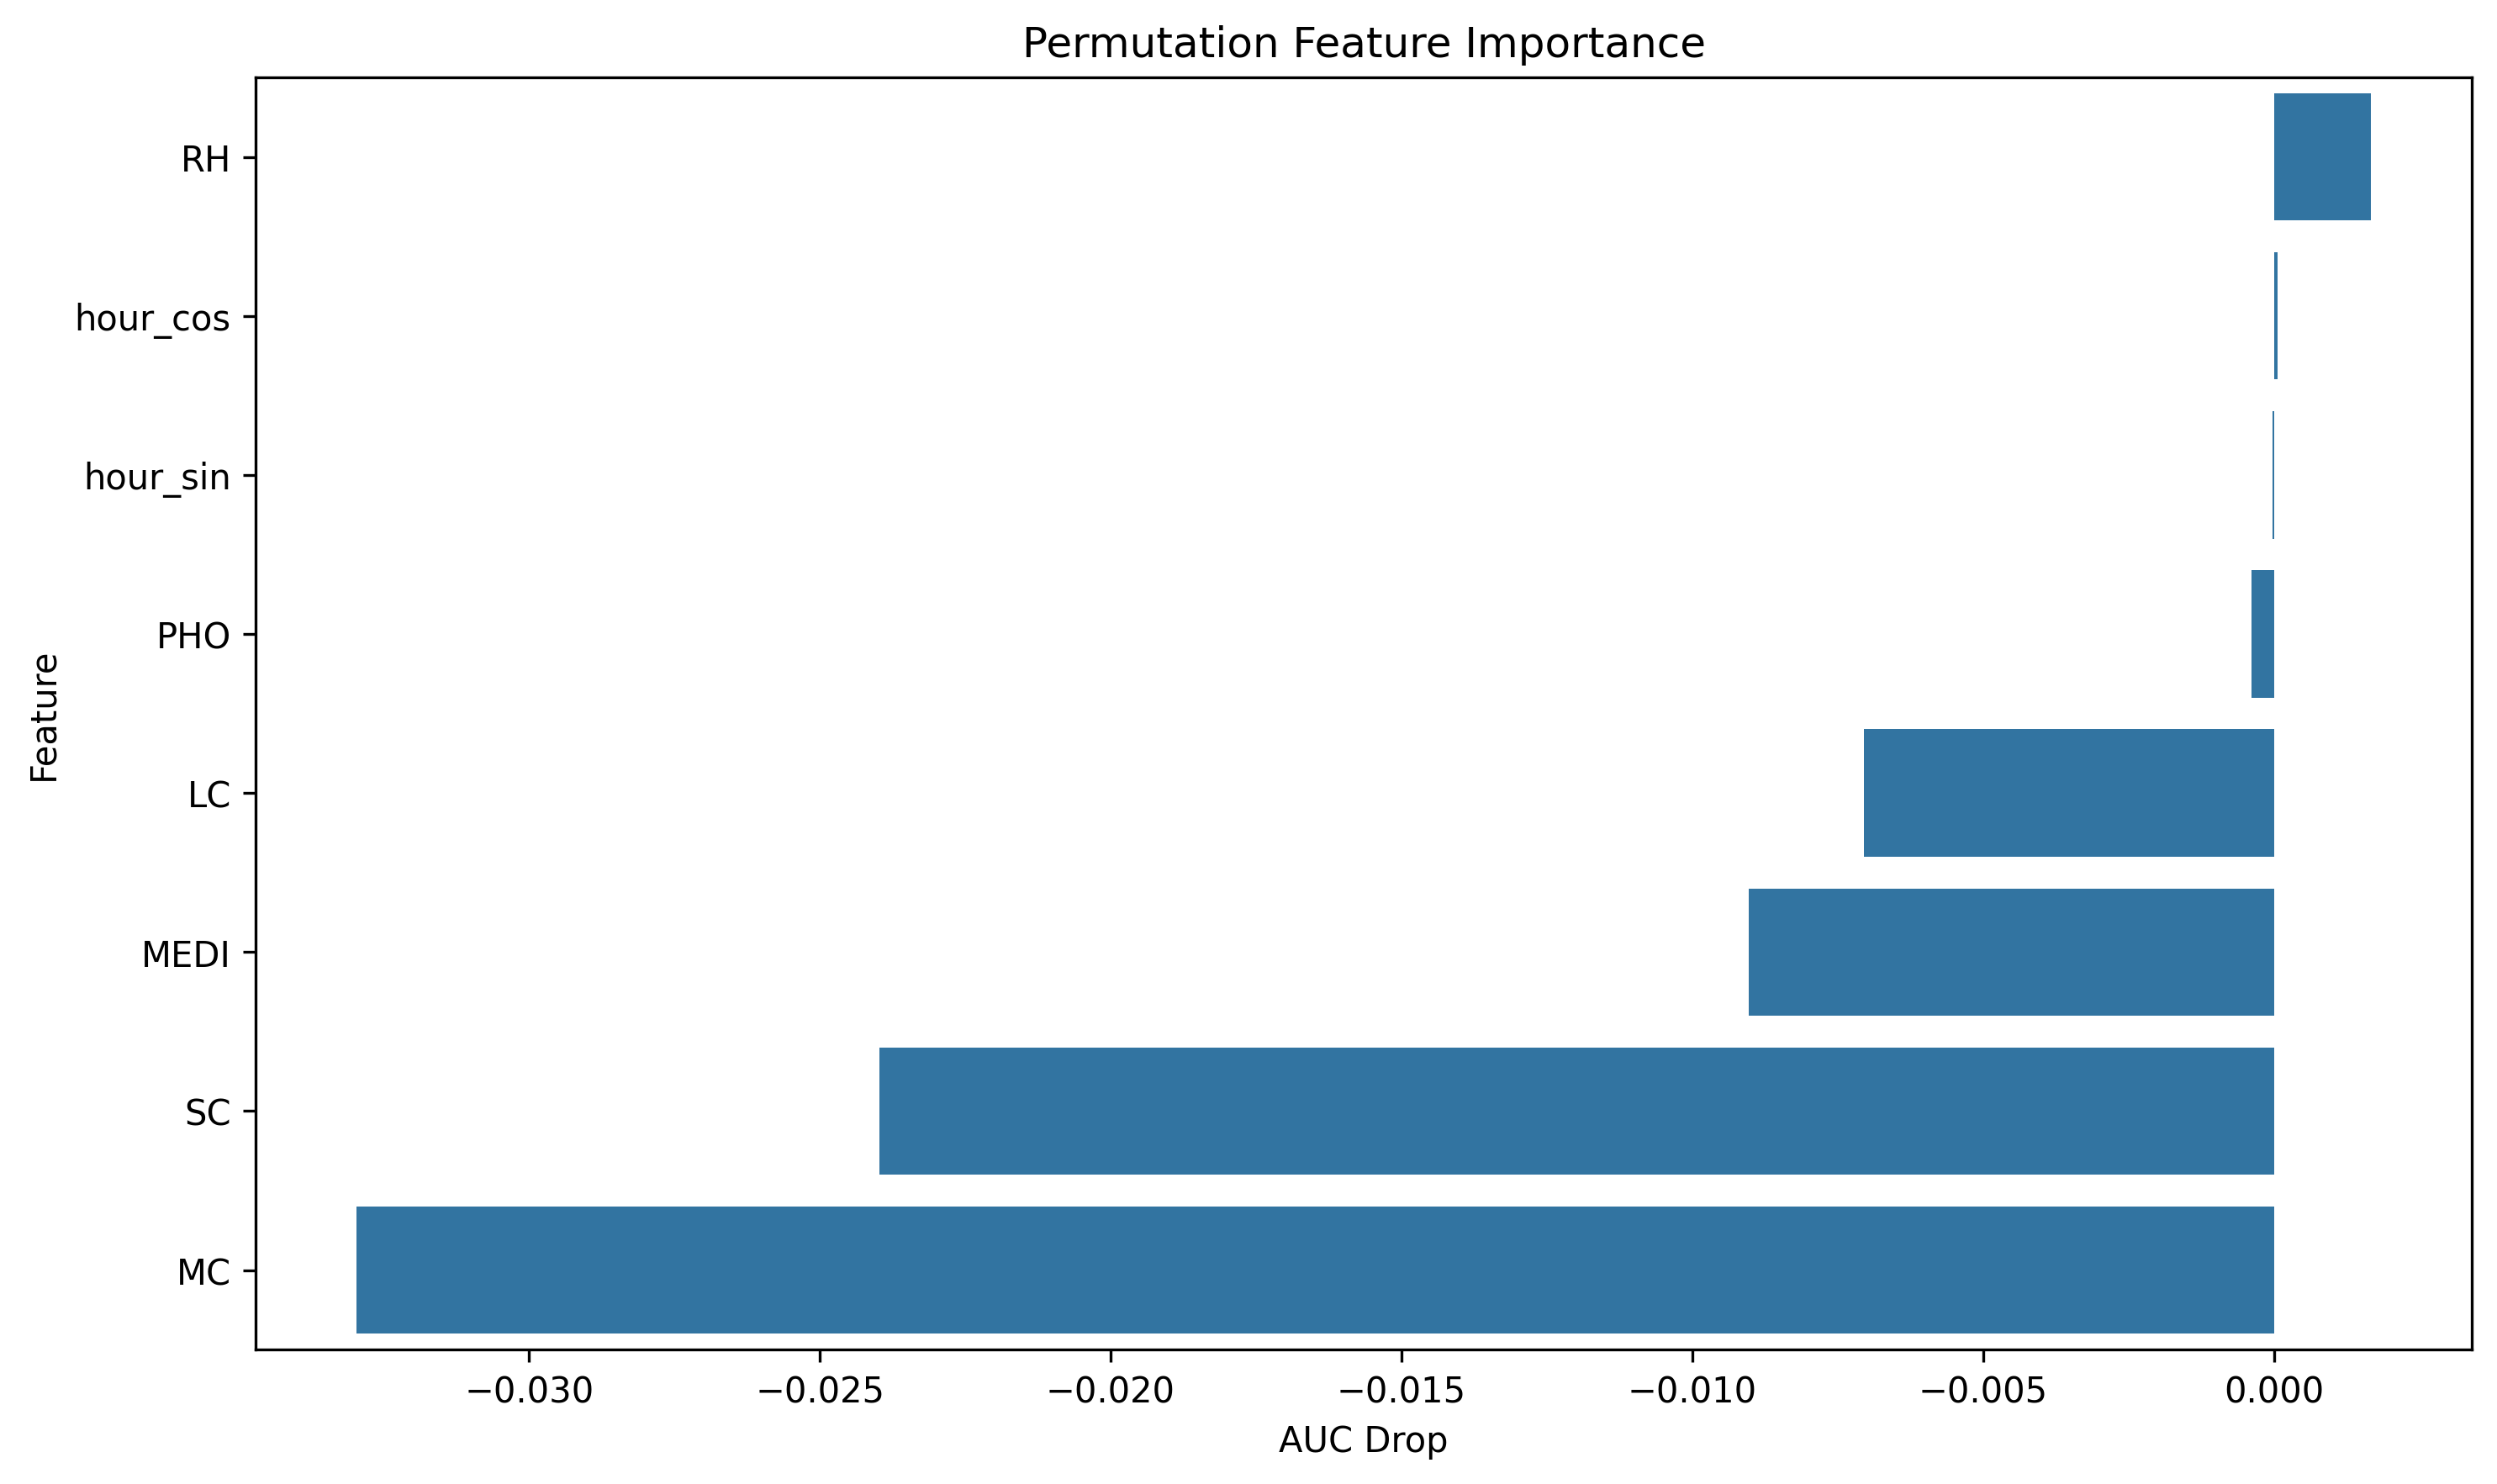 Permutation Feature Importance
RH
hour_cos
hour_sin
PHO
LC
MEDI
SC
MC
Feature
−0.030 −0.025 −0.020 −0.015 −0.010 −0.005 0.000
AUC Drop